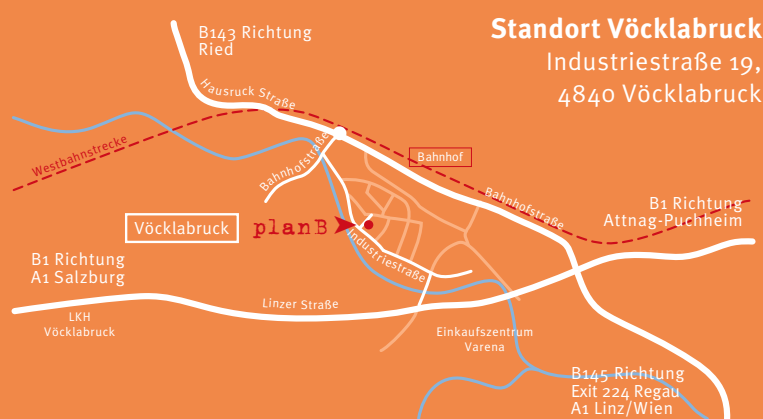 Standort Vöcklabruck
Industriestraße 19,
4840 Vöcklabruck
B143 Richtung
Ried
Hausruck Straße
Westbahnstrecke
Bahnhofstraße
Bahnhof
Bahnhofstraße
B1 Richtung
Attnag-Puchheim
Vöcklabruck
planB
Industriestraße
B1 Richtung
A1 Salzburg
Linzer Straße
LKH
Vöcklabruck
Einkaufszentrum
Varena
B145 Richtung
Exit 224 Regau
A1 Linz/Wien